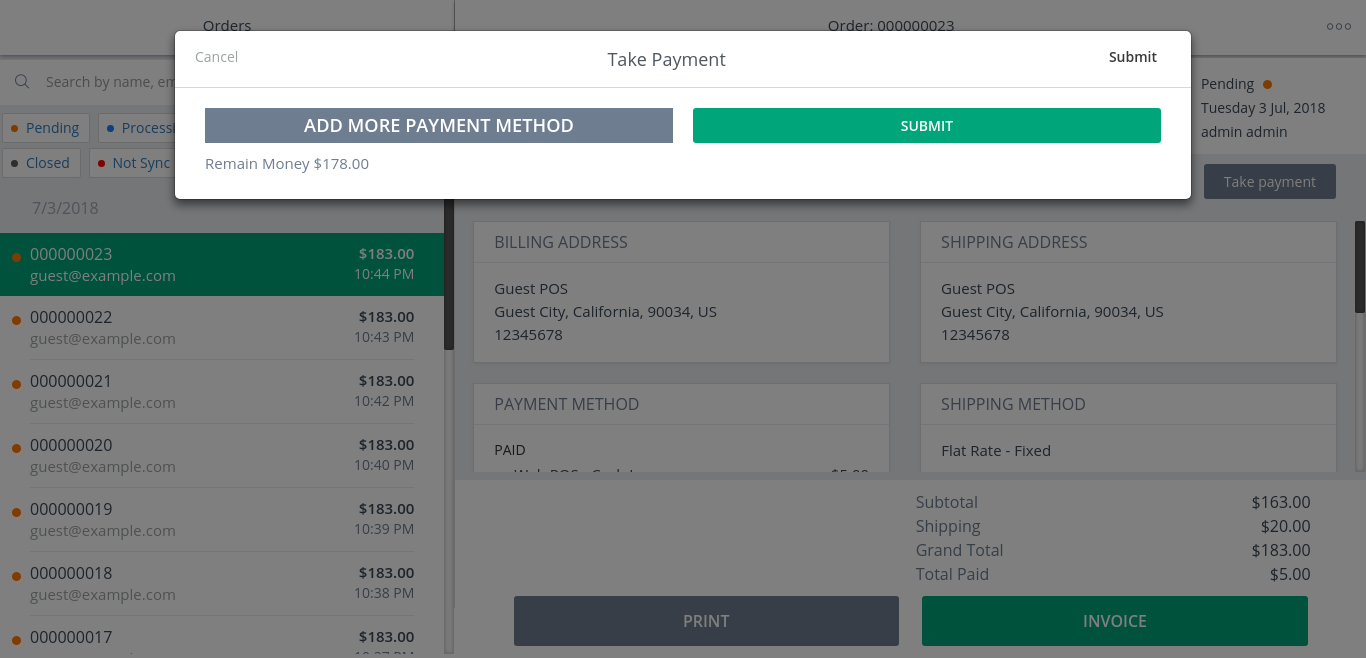 Orders
Order: 000000023
Cancel
Take Payment
Submit
ADD MORE PAYMENT METHOD
SUBMIT
Remain Money $178.00
Search by name, em
Pending
Processi
Closed
Not Sync
Pending
Tuesday 3 Jul, 2018
admin admin
Take payment
7/3/2018
000000023 $183.00
guest@example.com 10:44 PM
000000022 $183.00
guest@example.com 10:43 PM
000000021 $183.00
guest@example.com 10:42 PM
000000020 $183.00
guest@example.com 10:40 PM
000000019 $183.00
guest@example.com 10:39 PM
000000018 $183.00
guest@example.com 10:38 PM
000000017 $183.00
BILLING ADDRESS
Guest POS
Guest City, California, 90034, US
12345678
SHIPPING ADDRESS
Guest POS
Guest City, California, 90034, US
12345678
PAYMENT METHOD
PAID
SHIPPING METHOD
Flat Rate - Fixed
Subtotal $163.00
Shipping $20.00
Grand Total $183.00
Total Paid $5.00
PRINT
INVOICE